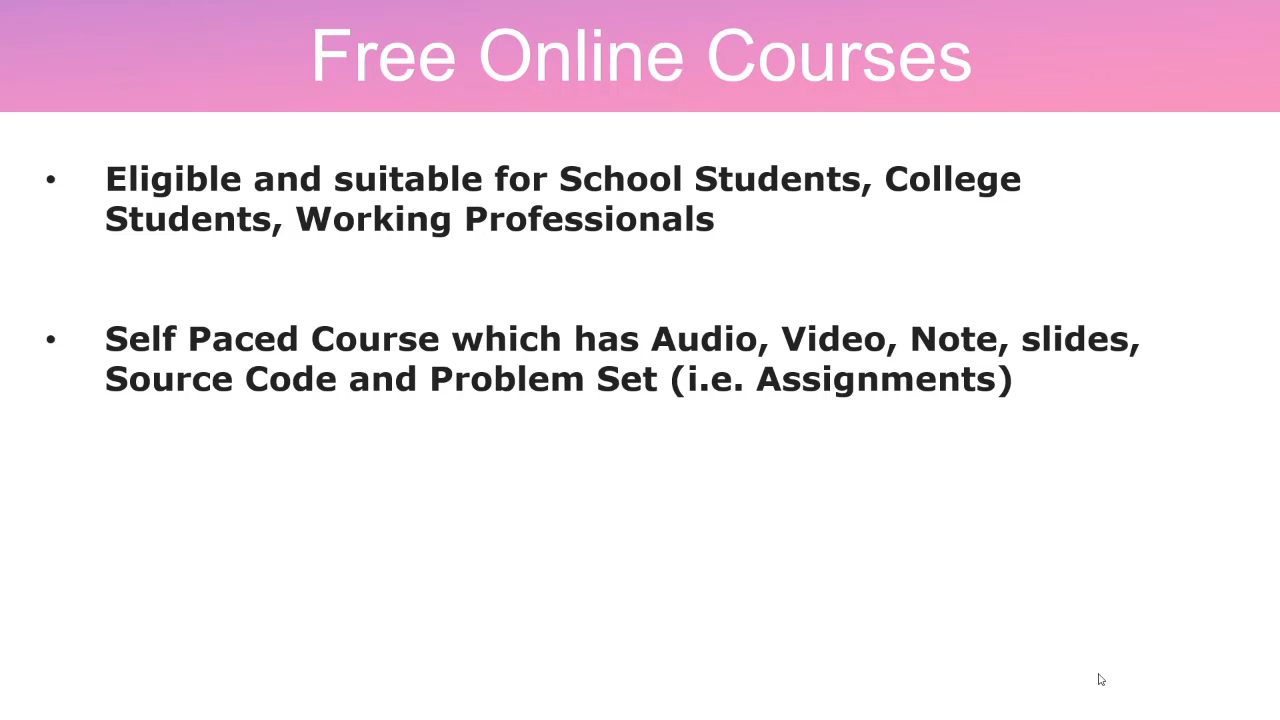 Free Online Courses
• Eligible and suitable for School Students, College
Students, Working Professionals
• Self Paced Course which has Audio, Video, Note, slides,
Source Code and Problem Set (i.e. Assignments)